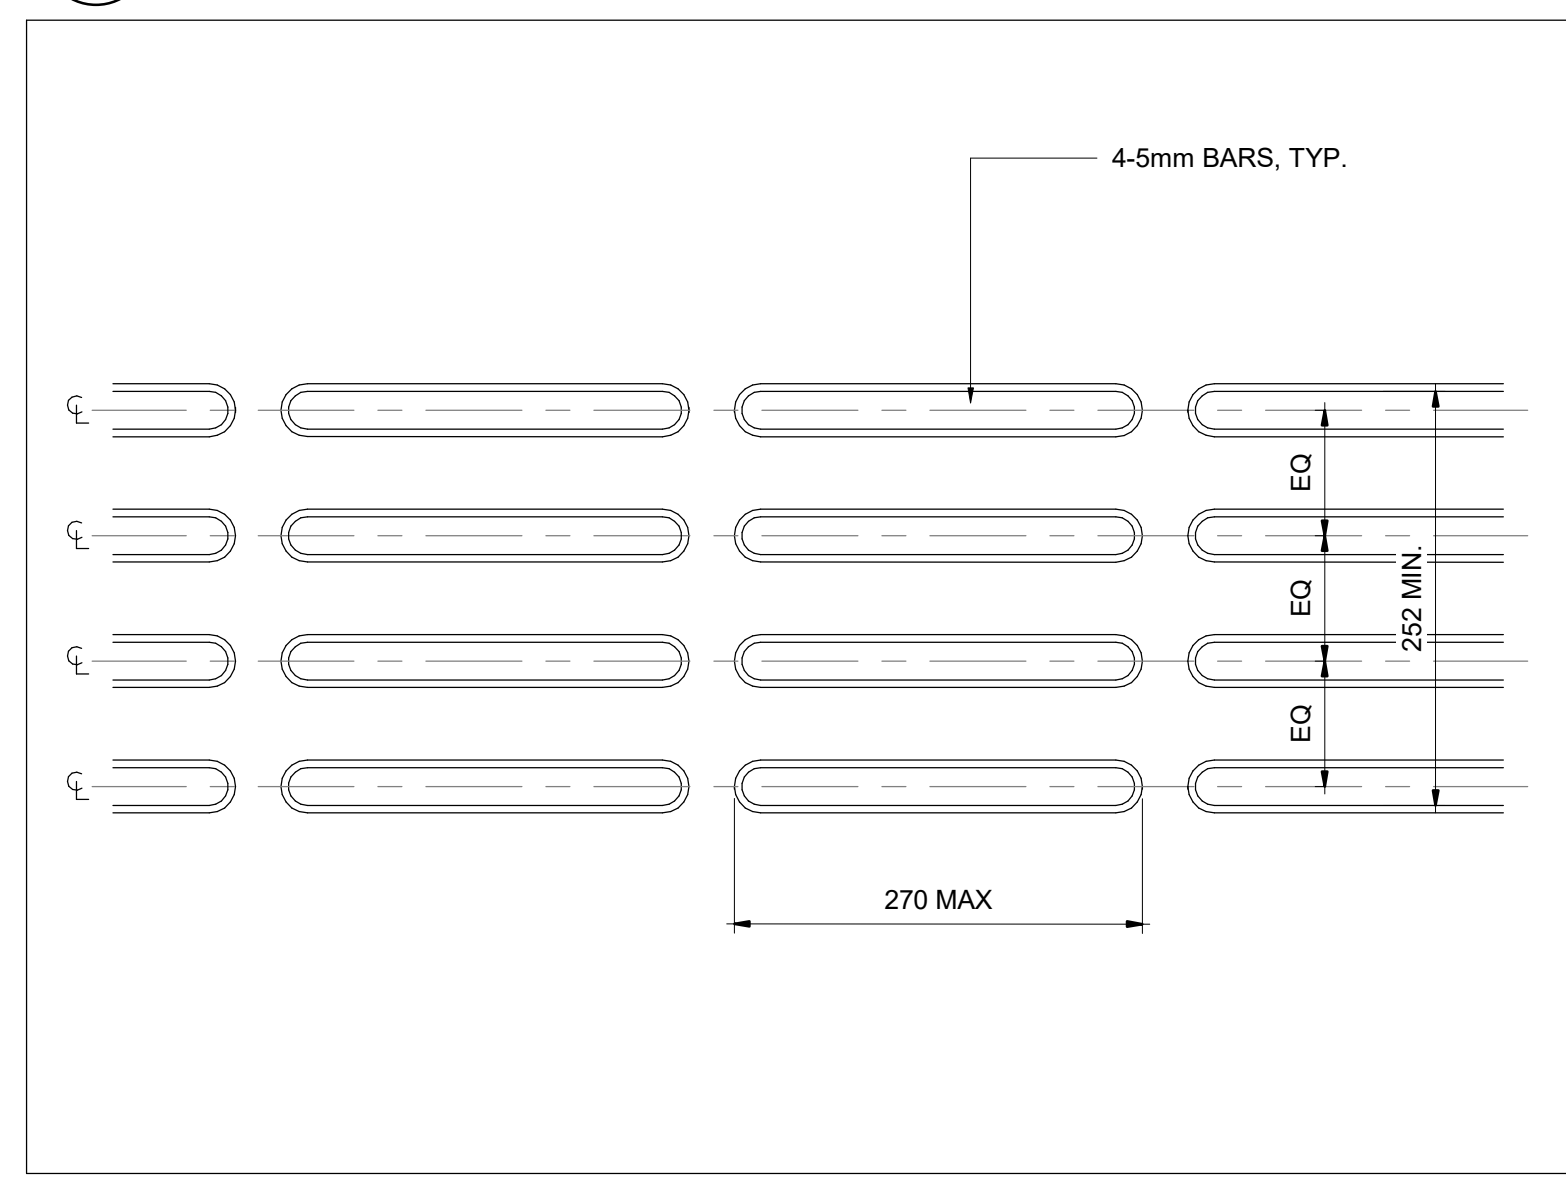 4-5mm BARS, TYP.
℄
EQ
℄
EQ
252 MIN.
℄
EQ
℄
270 MAX